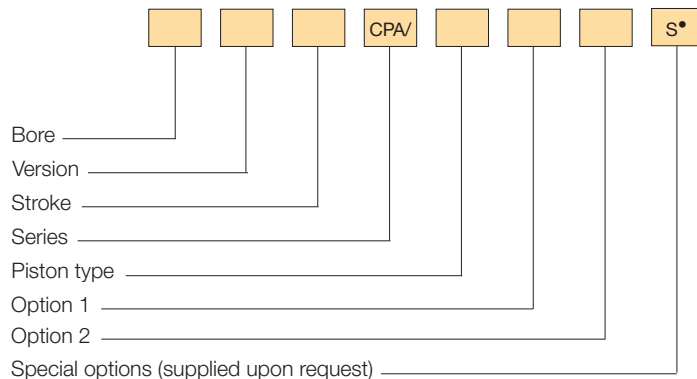 CPA/ S•
Bore
Version
Stroke
Series
Piston type
Option 1
Option 2
Special options (supplied upon request)